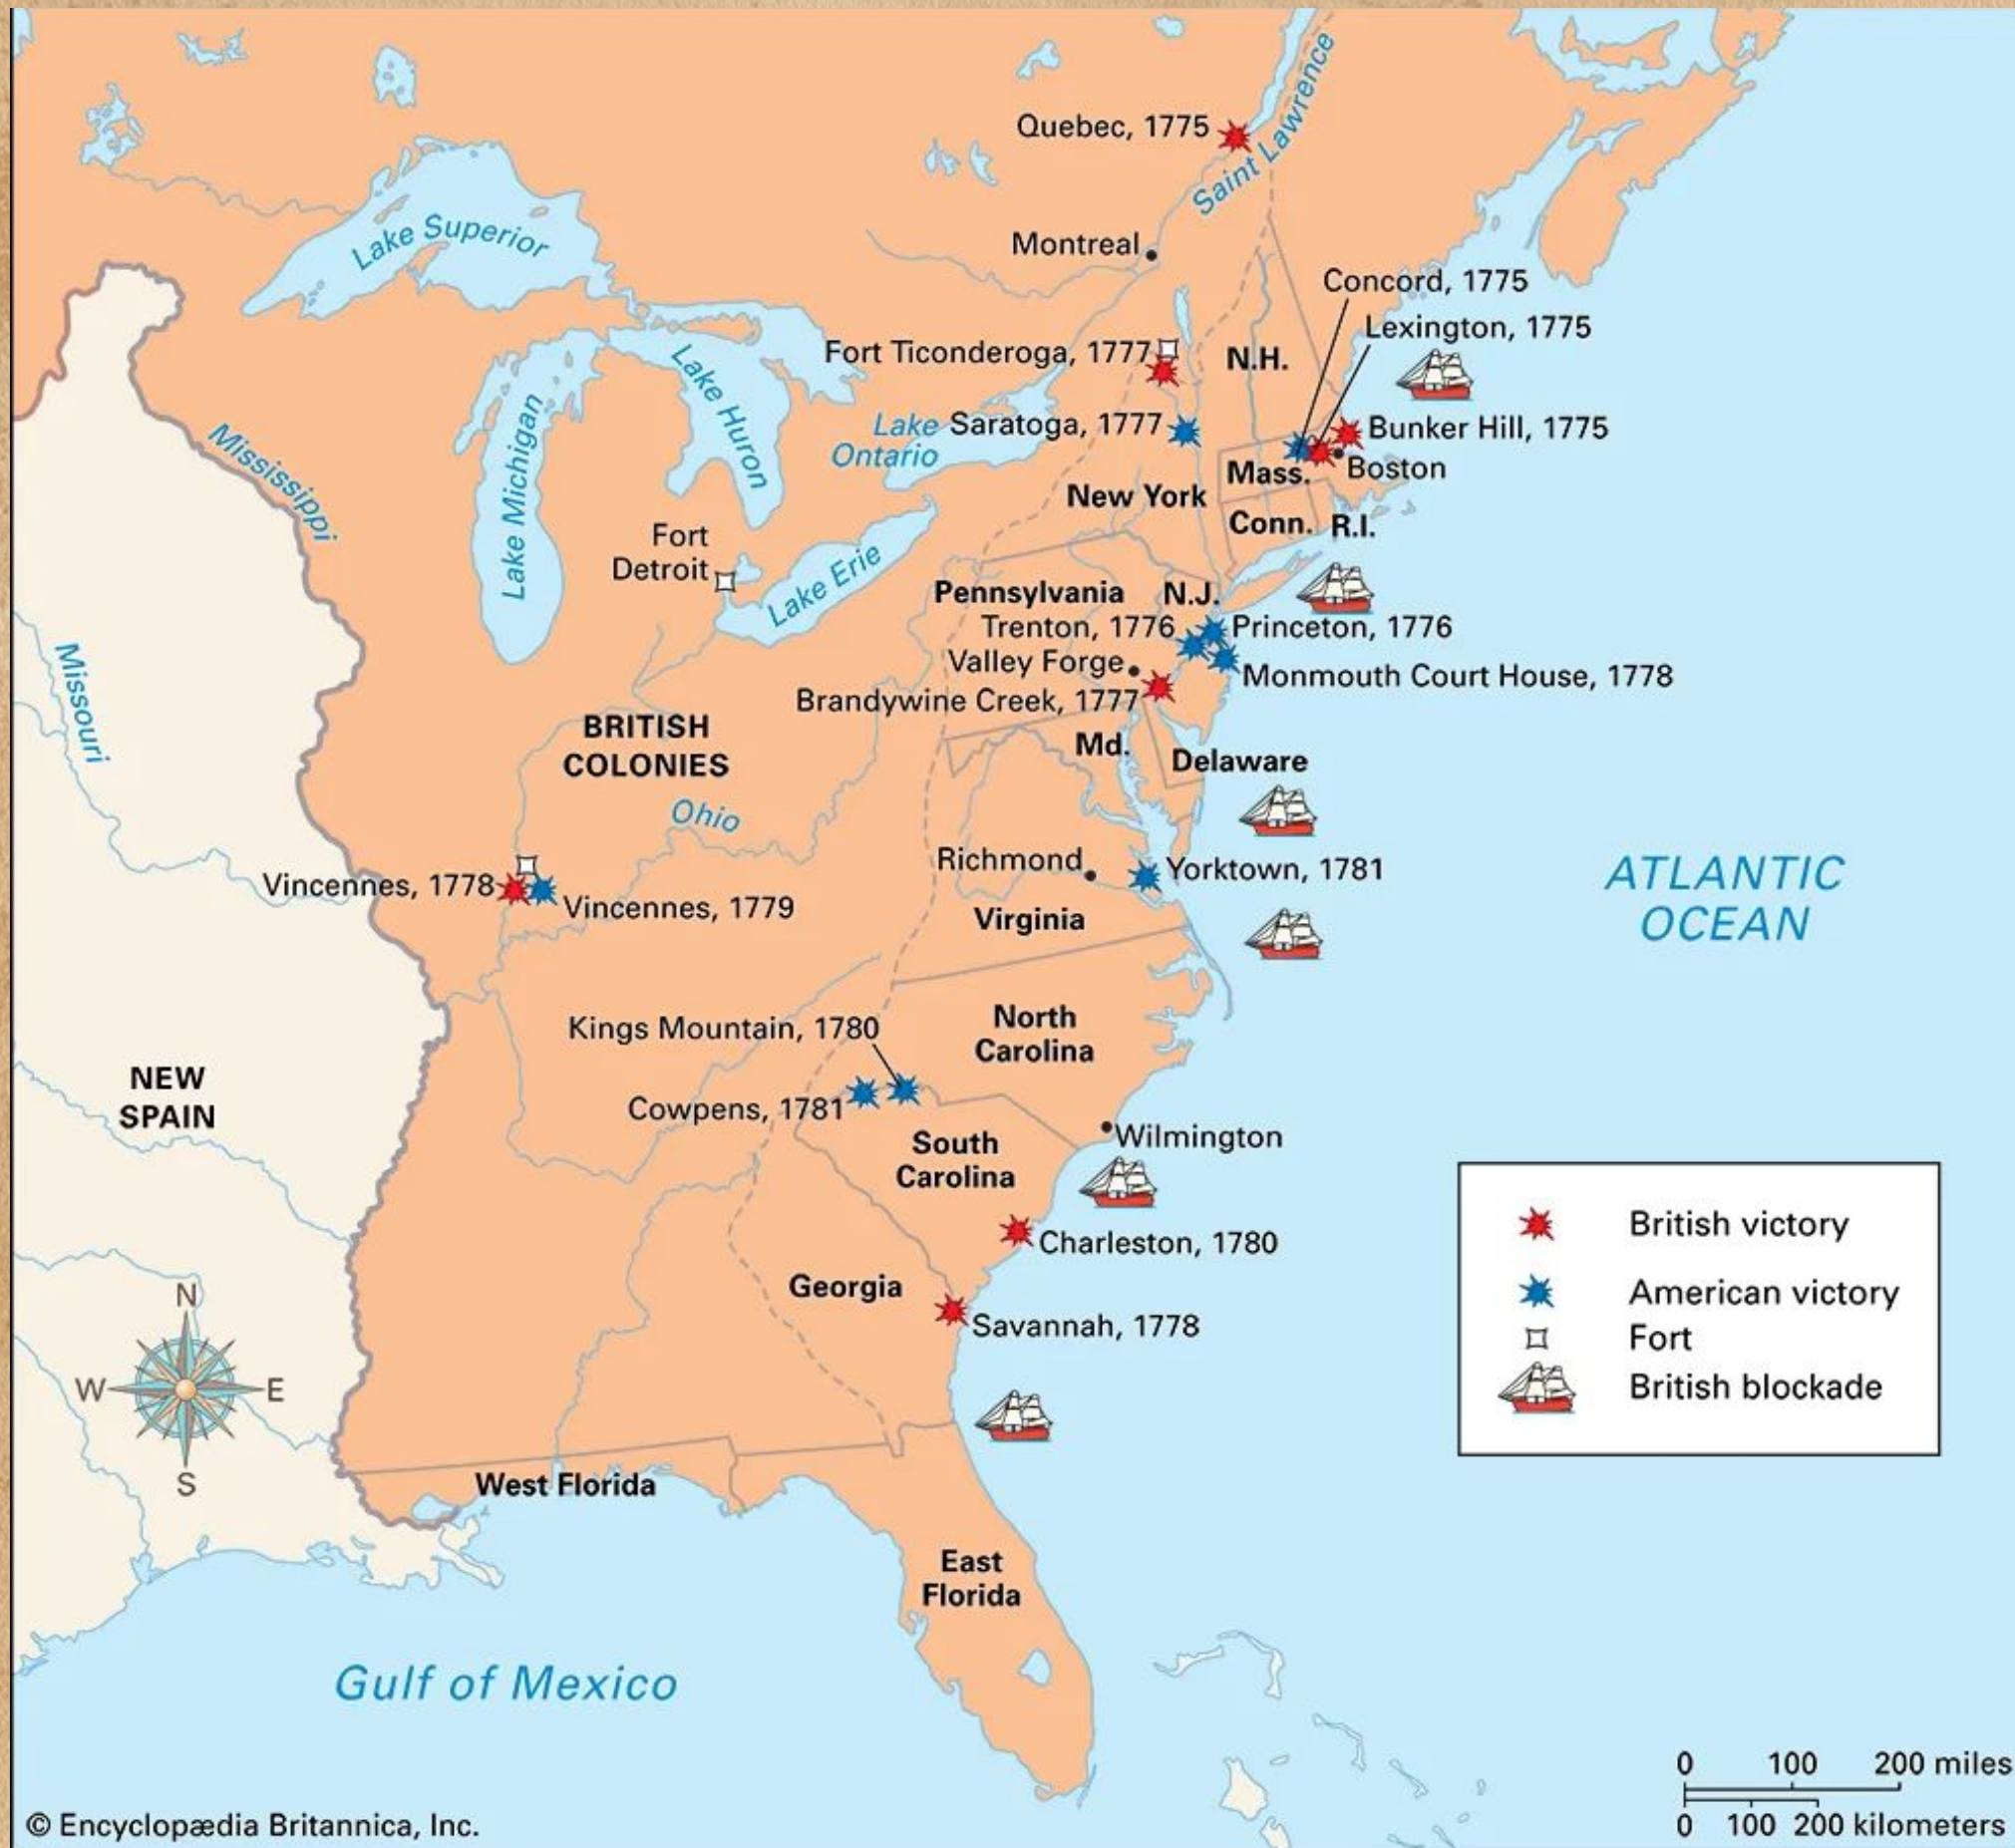 Quebec, 1775
Saint Lawrence
Lake Superior
Montreal
Concord, 1775
Lexington, 1775
Fort Ticonderoga, 1777
N.H.
Lake Huron
Lake Michigan
Mississippi
Lake
Ontario
Saratoga, 1777
Bunker Hill, 1775
Mass.
Boston
New York
Conn.
R.I.
Fort
Detroit
Lake Erie
Pennsylvania
N.J.
Trenton, 1776
Princeton, 1776
Valley Forge
Monmouth Court House, 1778
Brandywine Creek, 1777
Missouri
BRITISH
COLONIES
Md.
Delaware
Ohio
Richmond
Yorktown, 1781
ATLANTIC
OCEAN
Vincennes, 1778
Vincennes, 1779
Virginia
Kings Mountain, 1780
North
Carolina
NEW
SPAIN
Cowpens, 1781
South
Carolina
Wilmington
Charleston, 1780
Georgia
Savannah, 1778
British victory
American victory
Fort
British blockade
N
W
E
S
West Florida
East
Florida
Gulf of Mexico
0 100 200 miles
0 100 200 kilometers
© Encyclopædia Britannica, Inc.